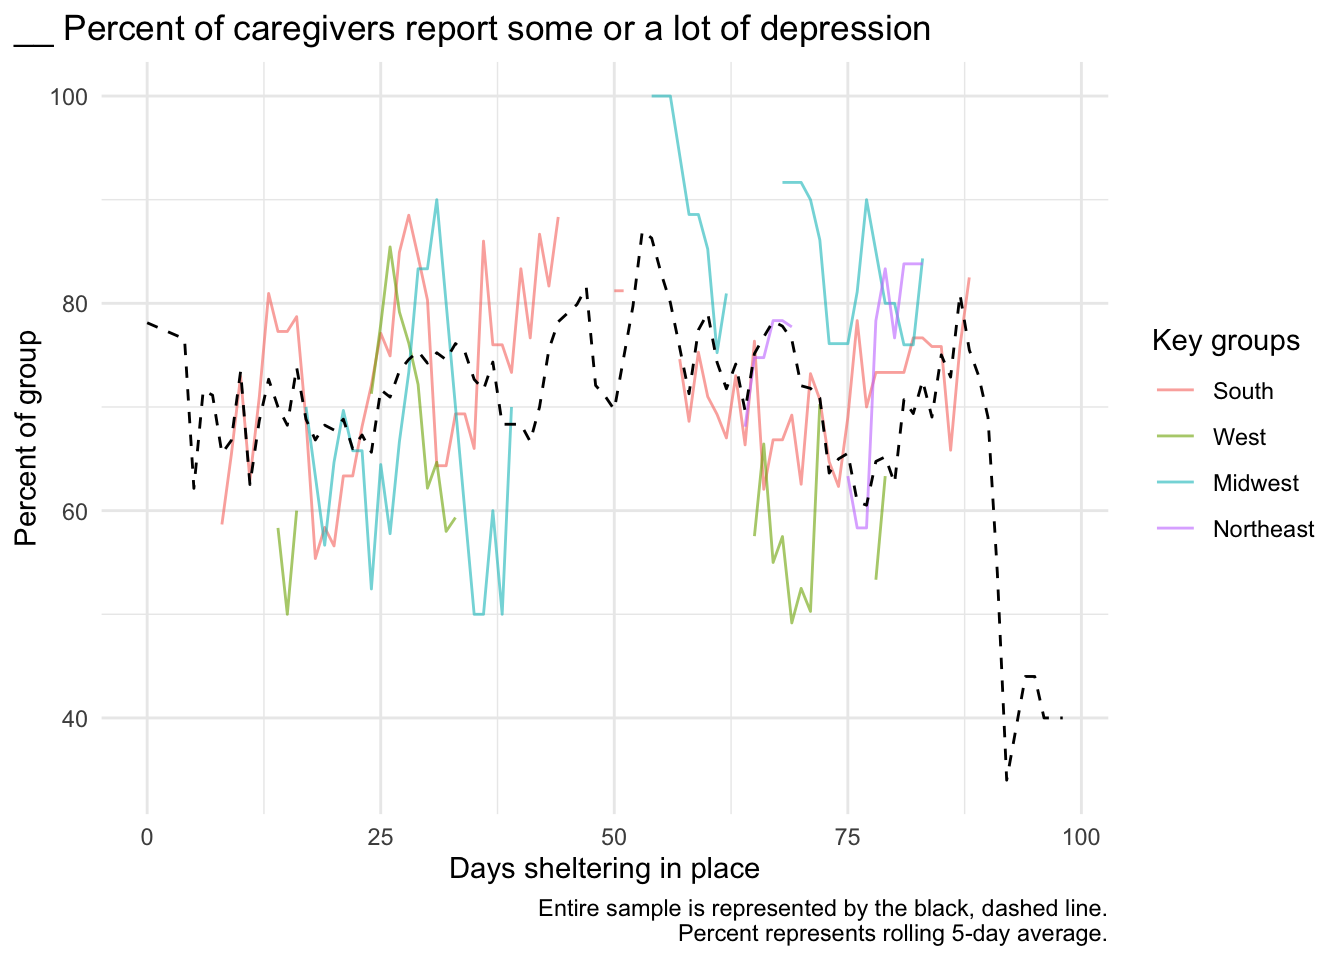 __ Percent of caregivers report some or a lot of depression
Percent of group
100
80
60
40
0
25
50
75
100
Days sheltering in place
Key groups
South
West
Midwest
Northeast
Entire sample is represented by the black, dashed line.
Percent represents rolling 5-day average.